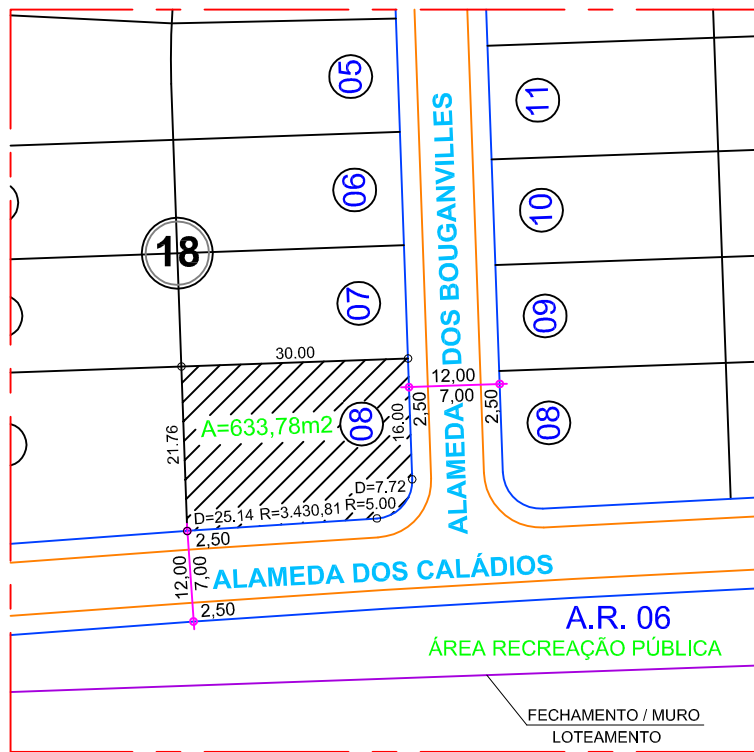 05
11
06
10
18
07
09
ALAMEDA DOS BOUGANVILLES
30.00
12,00
7,00
2,50
2,50
16.00
21.76
A=633,78m2
08
08
D=7.72
D=25.14 R=3.430,81 R=5.00
2,50
12,00
7,00
2,50
ALAMEDA DOS CALÁDIOS
A.R. 06
ÁREA RECREAÇÃO PÚBLICA
FECHAMENTO / MURO
LOTEAMENTO